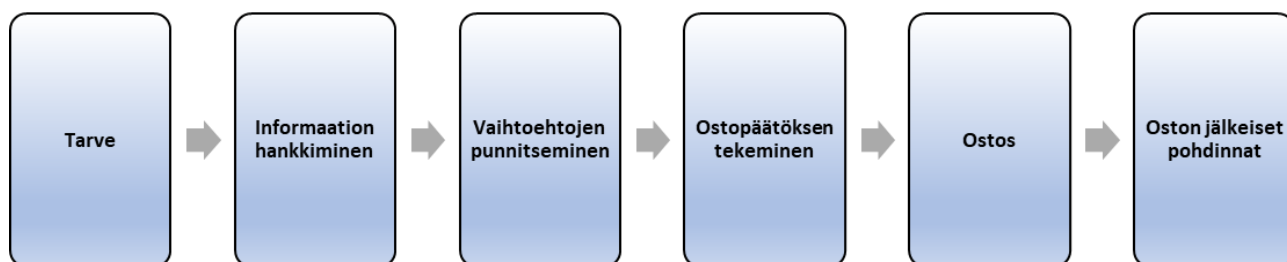 Tarve
Informaation
hankkiminen
Vaihtoehtojen
punnitseminen
Ostopäätöksen
tekeminen
Ostos
Oston jälkeiset
pohdinnat